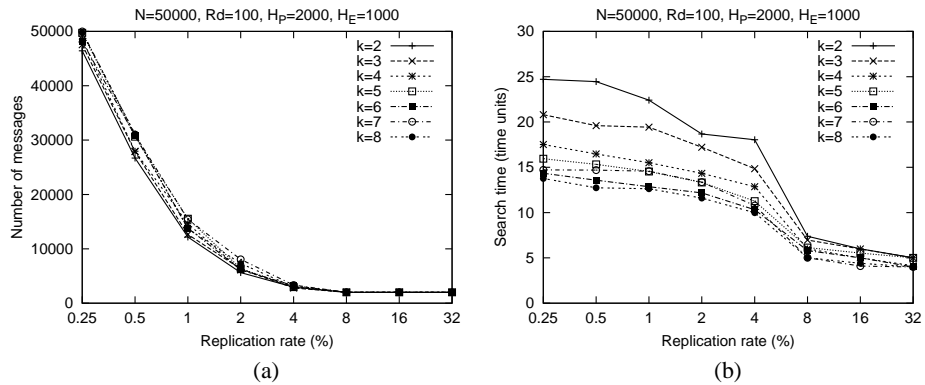 N=50000, Rd=100, H_P=2000, H_E=1000
50000
40000
30000
20000
10000
0
Number of messages
k=2
k=3
k=4
k=5
k=6
k=7
k=8
0.25 0.5 1 2 4 8 16 32
Replication rate (%)
(a)
N=50000, Rd=100, H_P=2000, H_E=1000
30
25
20
15
10
5
0
Search time (time units)
k=2
k=3
k=4
k=5
k=6
k=7
k=8
0.25 0.5 1 2 4 8 16 32
Replication rate (%)
(b)